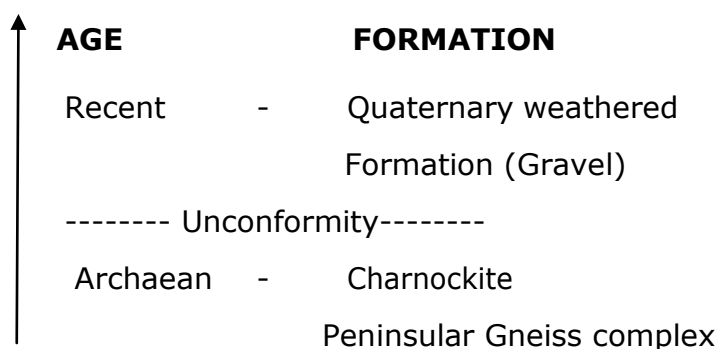 AGE FORMATION
Recent - Quaternary weathered
Formation (Gravel)
-------- Unconformity--------
Archaean - Charnockite
Peninsular Gneiss complex